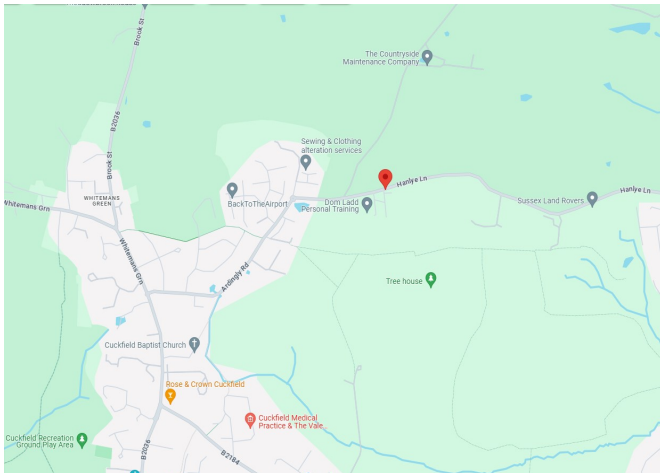 Brook St
B2036
Brook St
The Countryside
Maintenance Company
Sewing & Clothing
alteration services
Hanlye Ln
Hanlye Ln
WHITEMANS
GREEN
BackToTheAirport
Dom Ladd
Personal Training
Sussex Land Rovers
Whitemans Grn
Whitemans Grn
Ardingly Rd
Tree house
Cuckfield Baptist Church
Rose & Crown Cuckfield
Cuckfield Medical
Practice & The Vale
Cuckfield Recreation
Ground Play Area
B2036
B2184